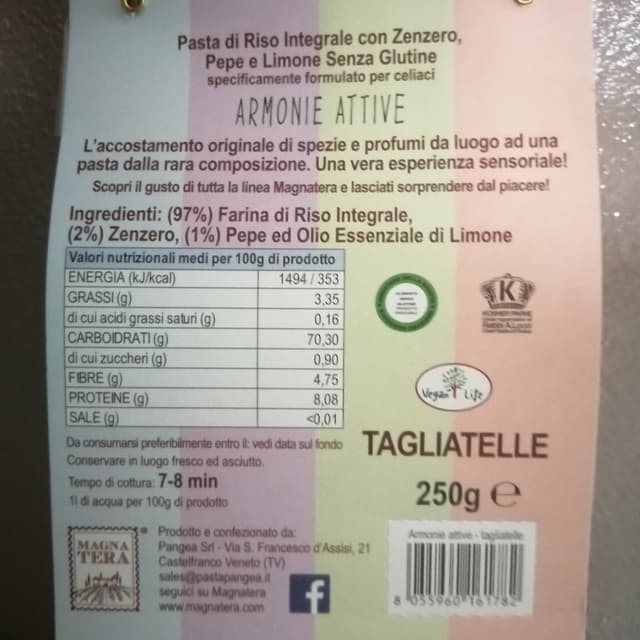 Pasta di Riso Integrale con Zenzero,
Pepe e Limone Senza Glutine
specificamente formulato per celiaci
ARMONIE ATTIVE
L'accostamento originale di spezie e profumi da luogo ad una
pasta dalla rara composizione. Una vera esperienza sensoriale!
Scopri il gusto di tutta la linea Magnatera e lasciati sorprendere dal piacere!
Ingredienti: (97%) Farina di Riso Integrale,
(2%) Zenzero, (1%) Pepe ed Olio Essenziale di Limone
Valori nutrizionali medi per 100g di prodotto
ENERGIA (kJ/kcal) 1494 / 353
GRASSI (g) 3,35
di cui acidi grassi saturi (g) 0,16
CARBOIDRATI (g) 70,30
di cui zuccheri (g) 0,90
FIBRE (g) 4,75
PROTEINE (g) 8,08
SALE (g) <0,01
K
KOSHER PARVE
Vegan Life
Da consumarsi preferibilmente entro il: vedi data sul fondo
Conservare in luogo fresco ed asciutto.
Tempo di cottura: 7-8 min
1l di acqua per 100g di prodotto
TAGLIATELLE
250g e
MAGNA
TERA
®
Prodotto e confezionato da:
Pangea Srl - Via S. Francesco d'Assisi, 21
Castelfranco Veneto (TV)
sales@pastapangea.it
seguici su Magnatera
www.magnatera.com
f
Armonie attive - tagliatelle
8 055960 161782